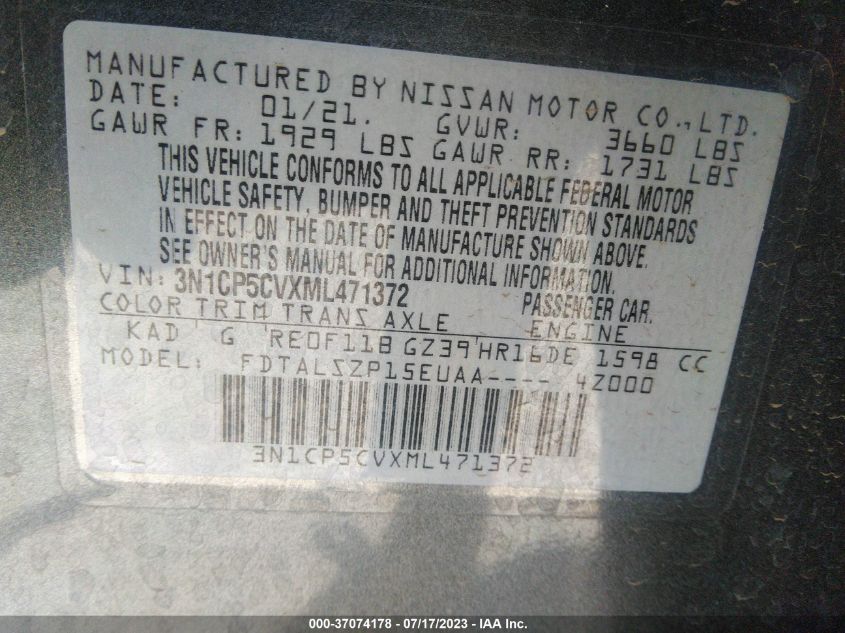 MANUFACTURED BY NISSAN MOTOR CO.,LTD.
DATE: 01/21. GVWR: 3660 LBS
GAWR FR: 1929 LBS GAWR RR: 1731 LBS
THIS VEHICLE CONFORMS TO ALL APPLICABLE FEDERAL MOTOR
VEHICLE SAFETY, BUMPER AND THEFT PREVENTION STANDARDS
IN EFFECT ON THE DATE OF MANUFACTURE SHOWN ABOVE.
SEE OWNER'S MANUAL FOR ADDITIONAL INFORMATION.
VIN: 3N1CP5CVXML471372 PASSENGER CAR.
COLOR TRIM TRANS AXLE ENGINE
KAD G RE0F11B GZ39 HR16DE 1598 CC
MODEL: FDTALSZP15EUAA---- 4Z000
3N1CP5CVXML471372
000-37074178 - 07/17/2023 - IAA Inc.